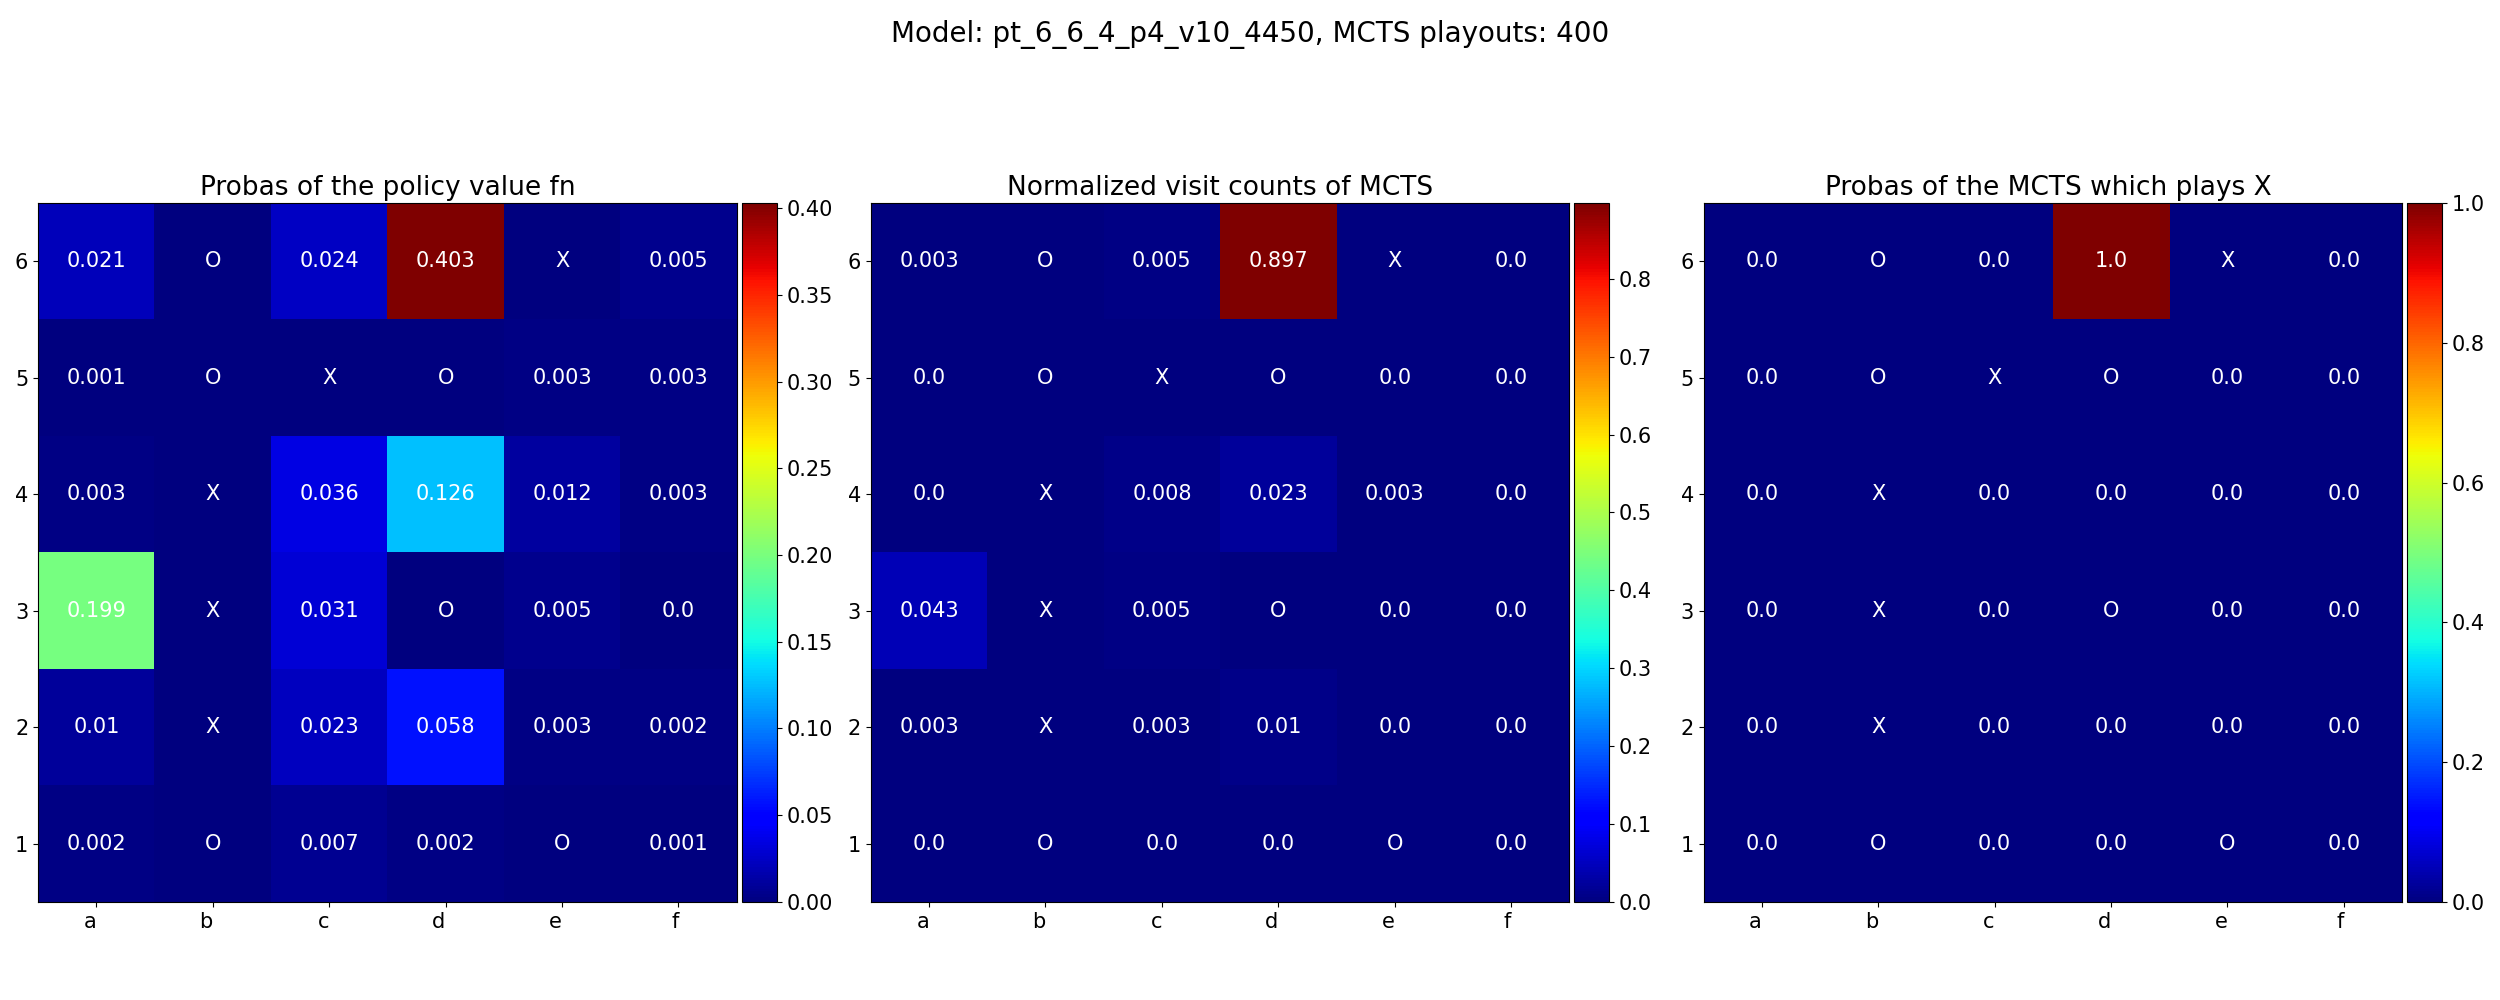 Model: pt_6_6_4_p4_v10_4450, MCTS playouts: 400
Probas of the policy value fn
6 0.021 O 0.024 0.403 X 0.005
5 0.001 O X O 0.003 0.003
4 0.003 X 0.036 0.126 0.012 0.003
3 0.199 X 0.031 O 0.005 0.0
2 0.01 X 0.023 0.058 0.003 0.002
1 0.002 O 0.007 0.002 O 0.001
a b c d e f
0.40
0.35
0.30
0.25
0.20
0.15
0.10
0.05
0.00
Normalized visit counts of MCTS
6 0.003 O 0.005 0.897 X 0.0
5 0.0 O X O 0.0 0.0
4 0.0 X 0.008 0.023 0.003 0.0
3 0.043 X 0.005 O 0.0 0.0
2 0.003 X 0.003 0.01 0.0 0.0
1 0.0 O 0.0 0.0 O 0.0
a b c d e f
0.8
0.7
0.6
0.5
0.4
0.3
0.2
0.1
0.0
Probas of the MCTS which plays X
6 0.0 O 0.0 1.0 X 0.0
5 0.0 O X O 0.0 0.0
4 0.0 X 0.0 0.0 0.0 0.0
3 0.0 X 0.0 O 0.0 0.0
2 0.0 X 0.0 0.0 0.0 0.0
1 0.0 O 0.0 0.0 O 0.0
a b c d e f
1.0
0.8
0.6
0.4
0.2
0.0